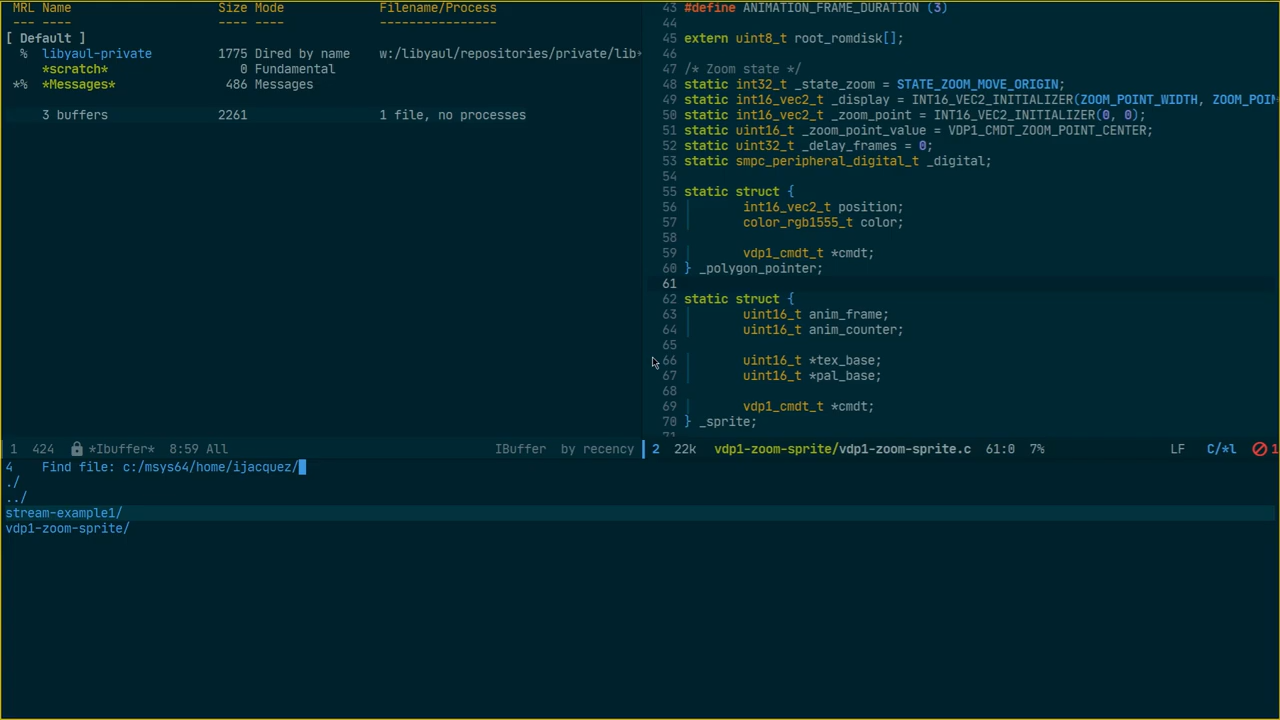 MRL Name Size Mode Filename/Process
--- ---- ---- ---- ----------------
[ Default ]
% libyaul-private 1775 Dired by name w:/libyaul/repositories/private/lib
*scratch* 0 Fundamental
*% *Messages* 486 Messages
3 buffers 2261 1 file, no processes
1 424 *Ibuffer* 8:59 All IBuffer by recency
43 #define ANIMATION_FRAME_DURATION (3)
44
45 extern uint8_t root_romdisk[];
46
47 /* Zoom state */
48 static int32_t _state_zoom = STATE_ZOOM_MOVE_ORIGIN;
49 static int16_vec2_t _display = INT16_VEC2_INITIALIZER(ZOOM_POINT_WIDTH, ZOOM_POIN
50 static int16_vec2_t _zoom_point = INT16_VEC2_INITIALIZER(0, 0);
51 static uint16_t _zoom_point_value = VDP1_CMDT_ZOOM_POINT_CENTER;
52 static uint32_t _delay_frames = 0;
53 static smpc_peripheral_digital_t _digital;
54
55 static struct {
56 int16_vec2_t position;
57 color_rgb1555_t color;
58
59 vdp1_cmdt_t *cmdt;
60 } _polygon_pointer;
61
62 static struct {
63 uint16_t anim_frame;
64 uint16_t anim_counter;
65
66 uint16_t *tex_base;
67 uint16_t *pal_base;
68
69 vdp1_cmdt_t *cmdt;
70 } _sprite;
71
2 22k vdp1-zoom-sprite/vdp1-zoom-sprite.c 61:0 7% LF C/*l 1
4 Find file: c:/msys64/home/ijacquez/
./
../
stream-example1/
vdp1-zoom-sprite/